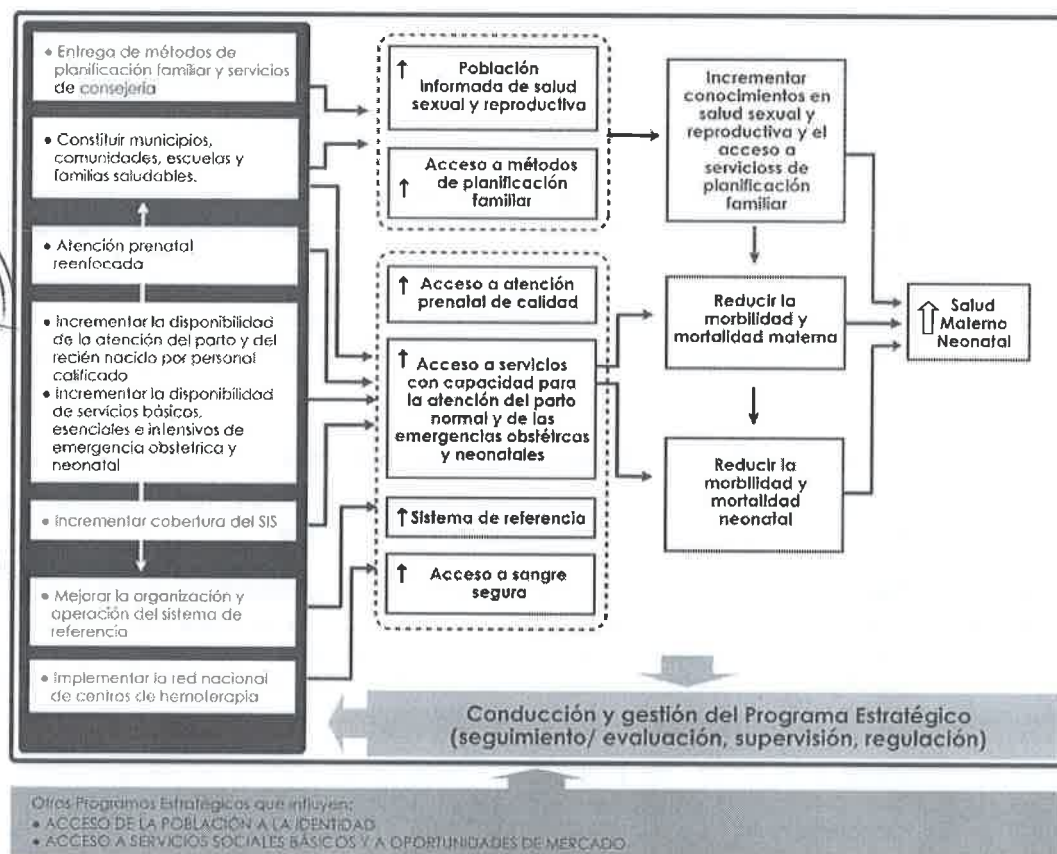 • Entrega de métodos de
planificación familiar y servicios
de consejería
• Constituir municipios,
comunidades, escuelas y
familias saludables.
• Atención prenatal
reenfocada
• Incrementar la disponibilidad
de la atención del parto y del
recién nacido por personal
calificado
• Incrementar la disponibilidad
de servicios básicos,
esenciales e intensivos de
emergencia obstetrica y
neonatal
• Incrementar cobertura del SIS
• Mejorar la organización y
operación del sistema de
referencia
• Implementar la red nacional
de centros de hemoterapia
↑ Población
informada de salud
sexual y reproductiva
↑ Acceso a métodos
de planificación
familiar
↑ Acceso a atención
prenatal de calidad
↑ Acceso a servicios
con capacidad para
la atención del parto
normal y de las
emergencias obstétrcas
y neonatales
↑ Sistema de referencia
↑ Acceso a sangre
segura
Incrementar
conocimientos en
salud sexual y
reproductiva y el
acceso a
servicioss de
planificación
familiar
Reducir la
morbilidad y
mortalidad materna
Reducir la
morbilidad y
mortalidad
neonatal
⇧ Salud
Materno
Neonatal
Conducción y gestión del Programa Estratégico
(seguimiento/ evaluación, supervisión, regulación)
Otros Programas Estratégicos que influyen:
• ACCESO DE LA POBLACIÓN A LA IDENTIDAD
• ACCESO A SERVICIOS SOCIALES BÁSICOS Y A OPORTUNIDADES DE MERCADO